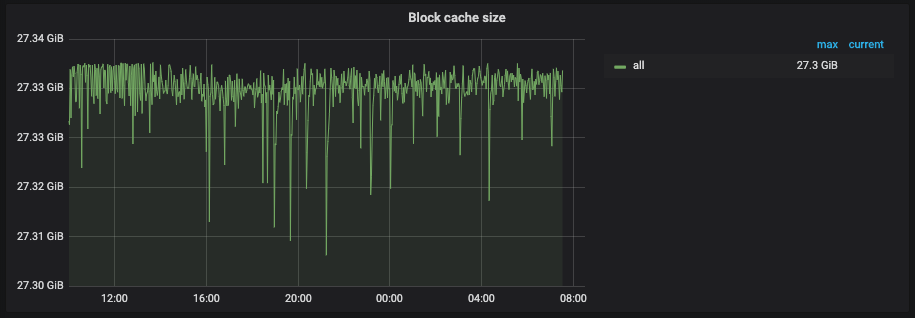 Block cache size
27.34 GiB
27.33 GiB
27.33 GiB
27.32 GiB
27.31 GiB
27.30 GiB
12:00 16:00 20:00 00:00 04:00 08:00
max current
all 27.3 GiB